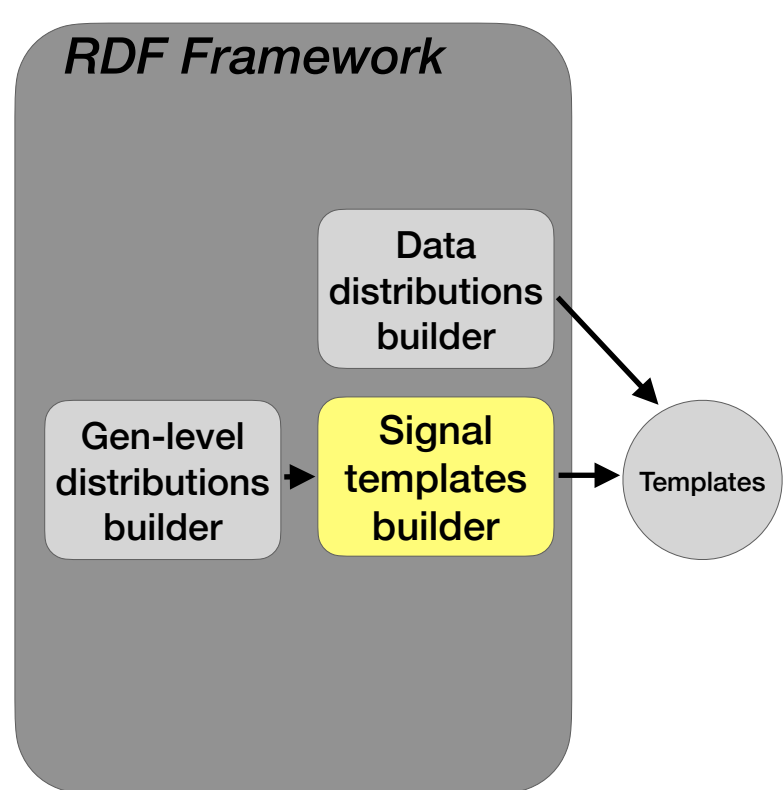 RDF Framework
Data
distributions
builder
Gen-level
distributions
builder
Signal
templates
builder
Templates